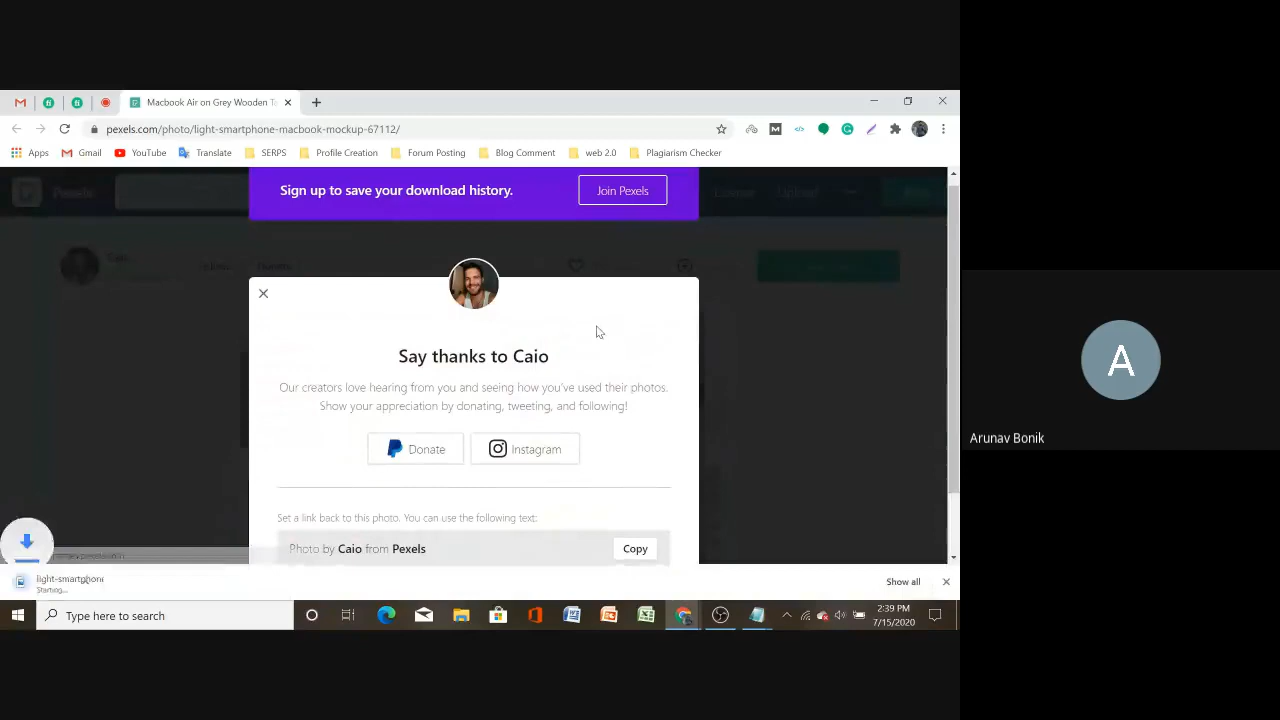 Macbook Air on Grey Wooden Ta
pexels.com/photo/light-smartphone-macbook-mockup-67112/
Apps Gmail YouTube Translate SERPS Profile Creation Forum Posting Blog Comment web 2.0 Plagiarism Checker
Sign up to save your download history. Join Pexels
Pexels License Upload
Say thanks to Caio
Our creators love hearing from you and seeing how you've used their photos.
Show your appreciation by donating, tweeting, and following!
Donate Instagram
Set a link back to this photo. You can use the following text:
Photo by Caio from Pexels Copy
light-smartphone
Starting...
Show all
Type here to search
2:39 PM
7/15/2020
A
Arunav Bonik